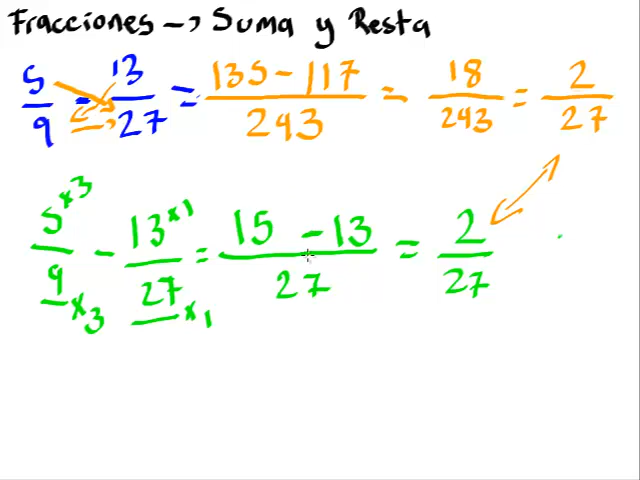 Fracciones → Suma y Resta
5/9 - 13/27 = 135 - 117/243 = 18/243 = 2/27
5×3/9×3 - 13×1/27×1 = 15 - 13/27 = 2/27